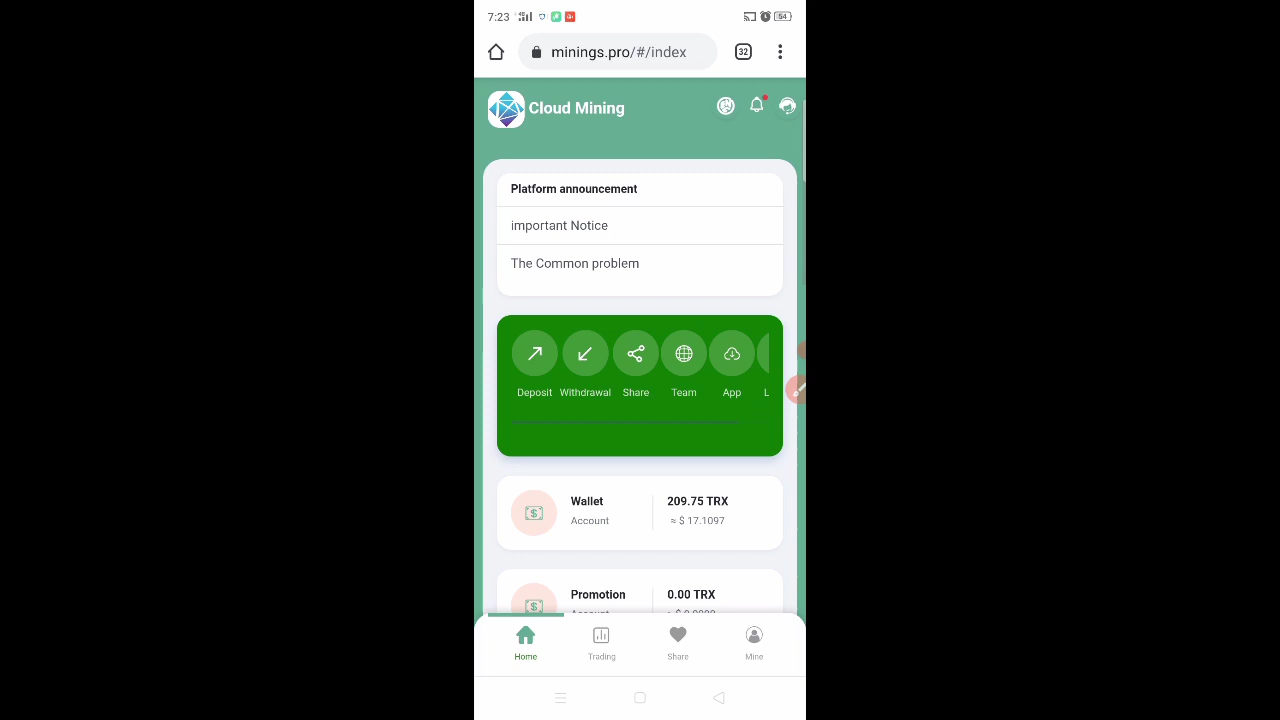 7:23
54
minings.pro/#/index
32
Cloud Mining
Platform announcement
important Notice
The Common problem
Deposit Withdrawal Share Team App L
Wallet 209.75 TRX
Account ≈ $ 17.1097
Promotion 0.00 TRX
Home Trading Share Mine